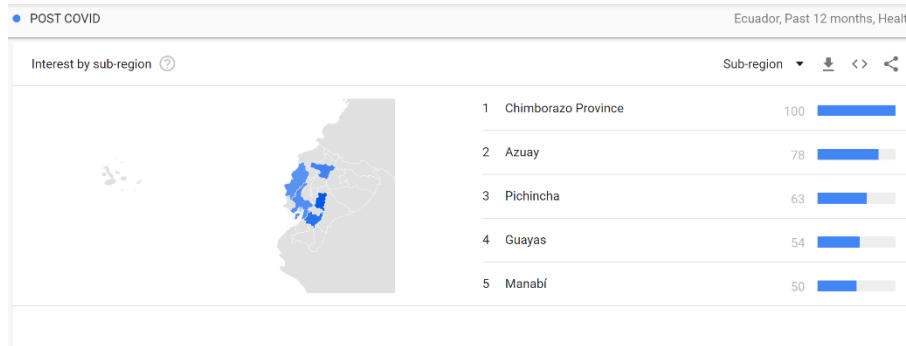 POST COVID
Ecuador, Past 12 months, Healt
Interest by sub-region ?
Sub-region
1 Chimborazo Province 100
2 Azuay 78
3 Pichincha 63
4 Guayas 54
5 Manabí 50